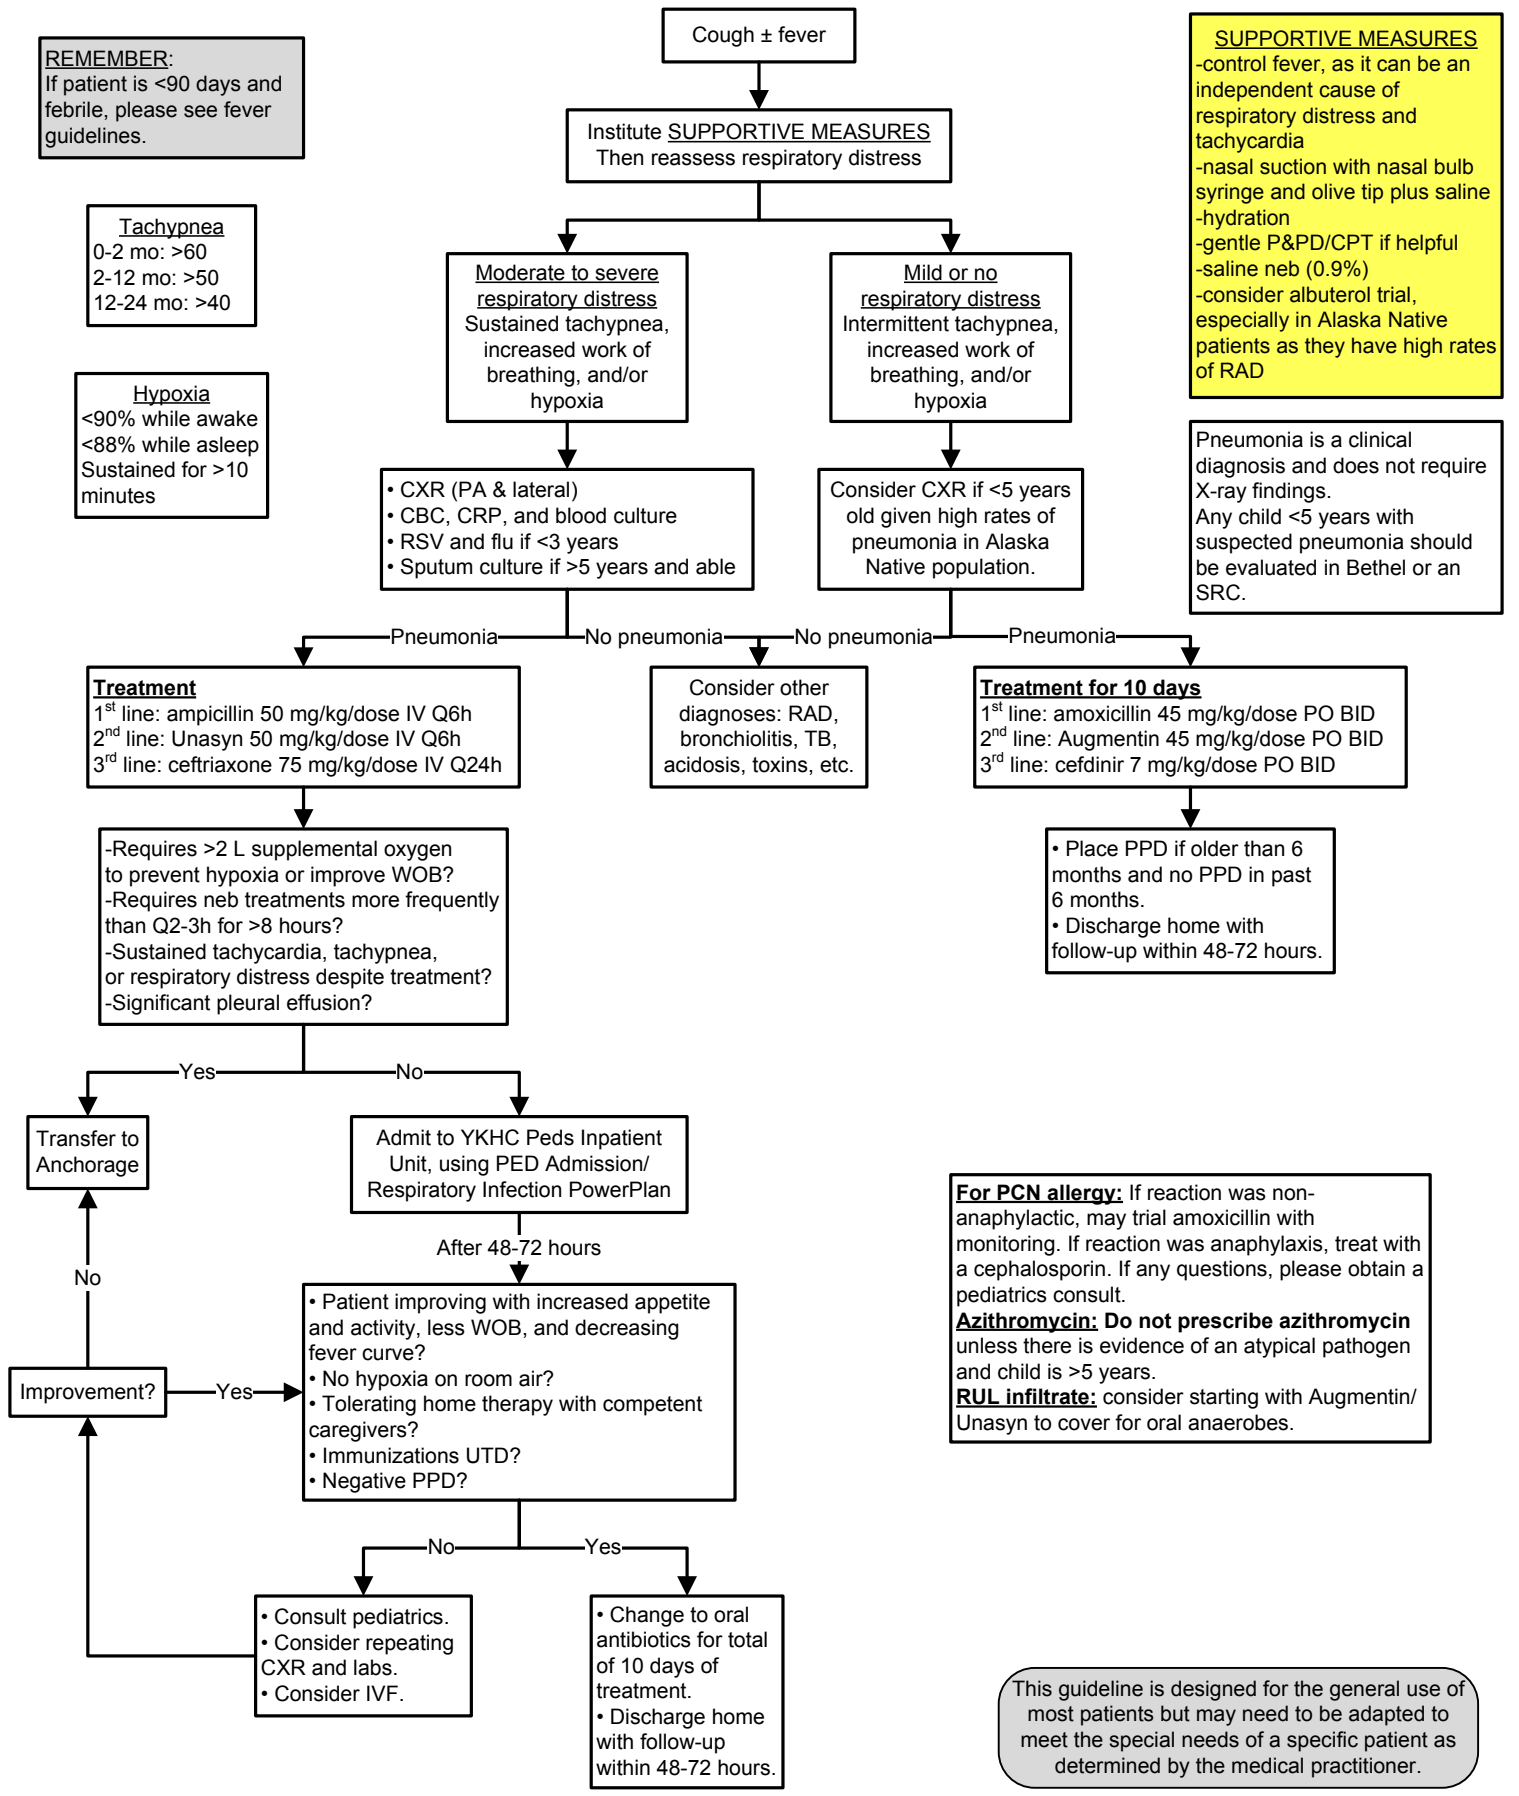 Cough ± fever
REMEMBER:
If patient is <90 days and
febrile, please see fever
guidelines.
SUPPORTIVE MEASURES
-control fever, as it can be an
independent cause of
respiratory distress and
tachycardia
-nasal suction with nasal bulb
syringe and olive tip plus saline
-hydration
-gentle P&PD/CPT if helpful
-saline neb (0.9%)
-consider albuterol trial,
especially in Alaska Native
patients as they have high rates
of RAD
Institute SUPPORTIVE MEASURES
Then reassess respiratory distress
Tachypnea
0-2 mo: >60
2-12 mo: >50
12-24 mo: >40
Moderate to severe
respiratory distress
Sustained tachypnea,
increased work of
breathing, and/or
hypoxia
Mild or no
respiratory distress
Intermittent tachypnea,
increased work of
breathing, and/or
hypoxia
Hypoxia
<90% while awake
<88% while asleep
Sustained for >10
minutes
• CXR (PA & lateral)
• CBC, CRP, and blood culture
• RSV and flu if <3 years
• Sputum culture if >5 years and able
Consider CXR if <5 years
old given high rates of
pneumonia in Alaska
Native population.
Pneumonia is a clinical
diagnosis and does not require
X-ray findings.
Any child <5 years with
suspected pneumonia should
be evaluated in Bethel or an
SRC.
Pneumonia
No pneumonia
No pneumonia
Pneumonia
Treatment
1st line: ampicillin 50 mg/kg/dose IV Q6h
2nd line: Unasyn 50 mg/kg/dose IV Q6h
3rd line: ceftriaxone 75 mg/kg/dose IV Q24h
Consider other
diagnoses: RAD,
bronchiolitis, TB,
acidosis, toxins, etc.
Treatment for 10 days
1st line: amoxicillin 45 mg/kg/dose PO BID
2nd line: Augmentin 45 mg/kg/dose PO BID
3rd line: cefdinir 7 mg/kg/dose PO BID
-Requires >2 L supplemental oxygen
to prevent hypoxia or improve WOB?
-Requires neb treatments more frequently
than Q2-3h for >8 hours?
-Sustained tachycardia, tachypnea,
or respiratory distress despite treatment?
-Significant pleural effusion?
• Place PPD if older than 6
months and no PPD in past
6 months.
• Discharge home with
follow-up within 48-72 hours.
Yes
No
Transfer to
Anchorage
Admit to YKHC Peds Inpatient
Unit, using PED Admission/
Respiratory Infection PowerPlan
After 48-72 hours
No
For PCN allergy: If reaction was non-
anaphylactic, may trial amoxicillin with
monitoring. If reaction was anaphylaxis, treat with
a cephalosporin. If any questions, please obtain a
pediatrics consult.
Azithromycin: Do not prescribe azithromycin
unless there is evidence of an atypical pathogen
and child is >5 years.
RUL infiltrate: consider starting with Augmentin/
Unasyn to cover for oral anaerobes.
Improvement?
Yes
• Patient improving with increased appetite
and activity, less WOB, and decreasing
fever curve?
• No hypoxia on room air?
• Tolerating home therapy with competent
caregivers?
• Immunizations UTD?
• Negative PPD?
No
Yes
• Consult pediatrics.
• Consider repeating
CXR and labs.
• Consider IVF.
• Change to oral
antibiotics for total
of 10 days of
treatment.
• Discharge home
with follow-up
within 48-72 hours.
This guideline is designed for the general use of
most patients but may need to be adapted to
meet the special needs of a specific patient as
determined by the medical practitioner.